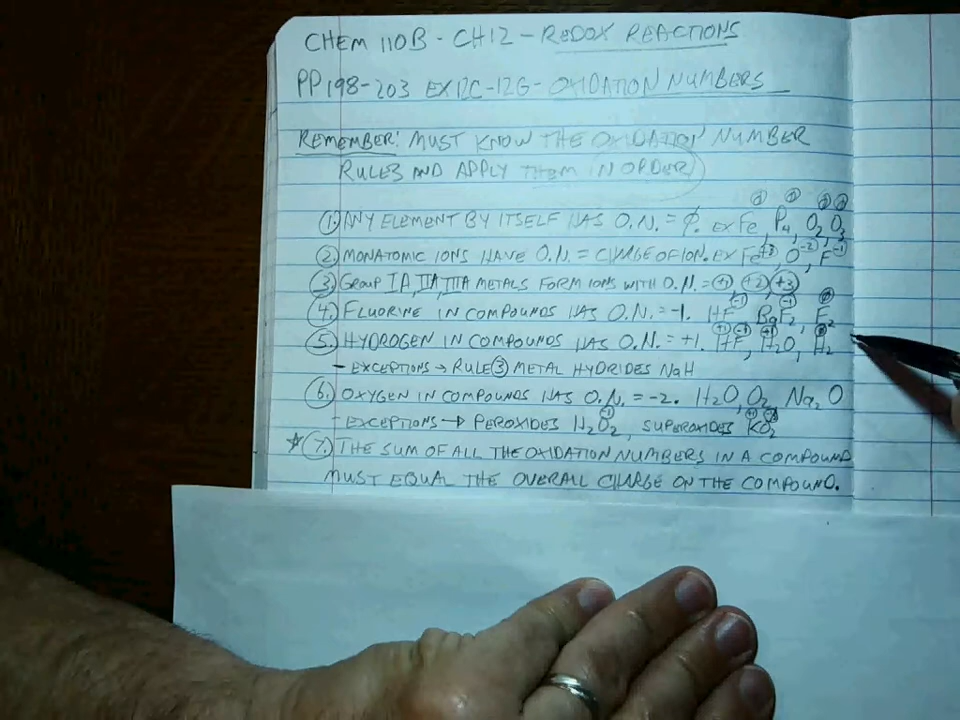 CHEM 110B - CH12 - REDOX REACTIONS
PP198-203 EX12C-12G- OXIDATION NUMBERS
REMEMBER: MUST KNOW THE OXIDATION NUMBER
RULES AND APPLY THEM IN ORDER
① ANY ELEMENT BY ITSELF HAS O.N. = ∅. EX Fe, P4, O2, O3
② MONATOMIC IONS HAVE O.N. = CHARGE OF ION. EX Fe+3, O-2, F-1
③ GROUP IA, IIA, IIIA METALS FORM IONS WITH O.N. = +1, +2, +3
④ FLUORINE IN COMPOUNDS HAS O.N. = -1. HF, BaF2, F2
⑤ HYDROGEN IN COMPOUNDS HAS O.N. = +1. HF, H2O, H2
- EXCEPTIONS → RULE ③ METAL HYDRIDES NaH
⑥ OXYGEN IN COMPOUNDS HAS O.N. = -2. H2O, O2, Na2O
- EXCEPTIONS → PEROXIDES H2O2, SUPEROXIDES KO2
☆ ⑦ THE SUM OF ALL THE OXIDATION NUMBERS IN A COMPOUND
MUST EQUAL THE OVERALL CHARGE ON THE COMPOUND.